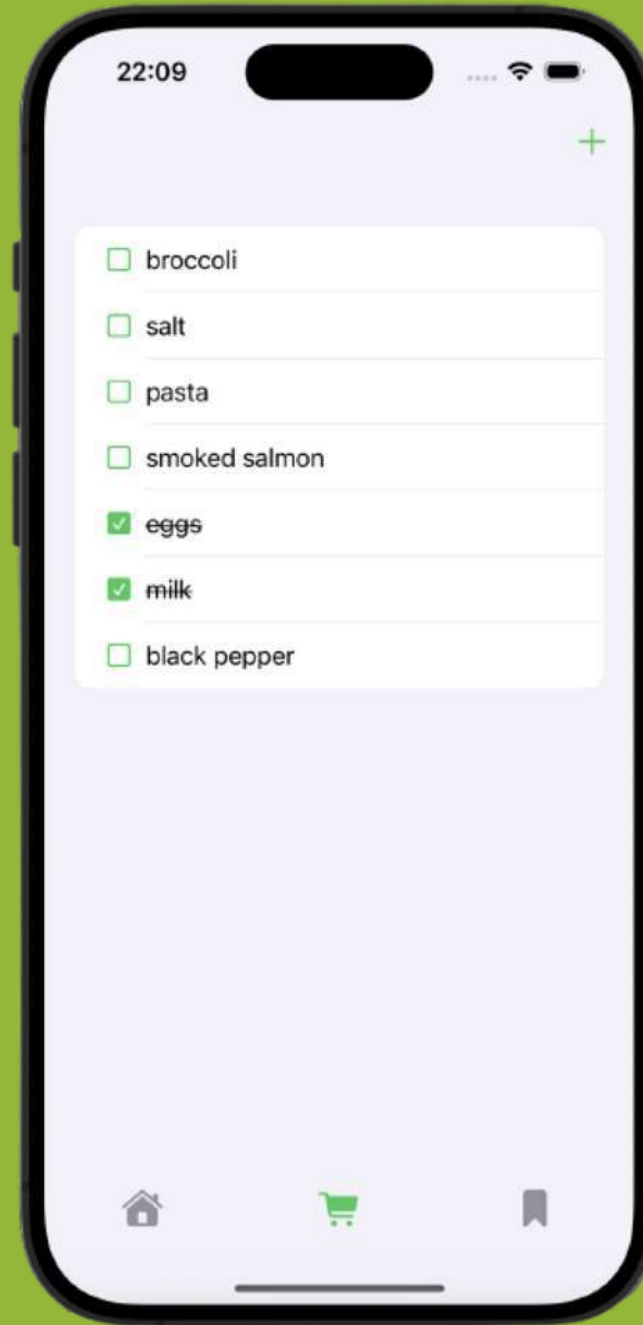 22:09
broccoli
salt
pasta
smoked salmon
eggs
milk
black pepper